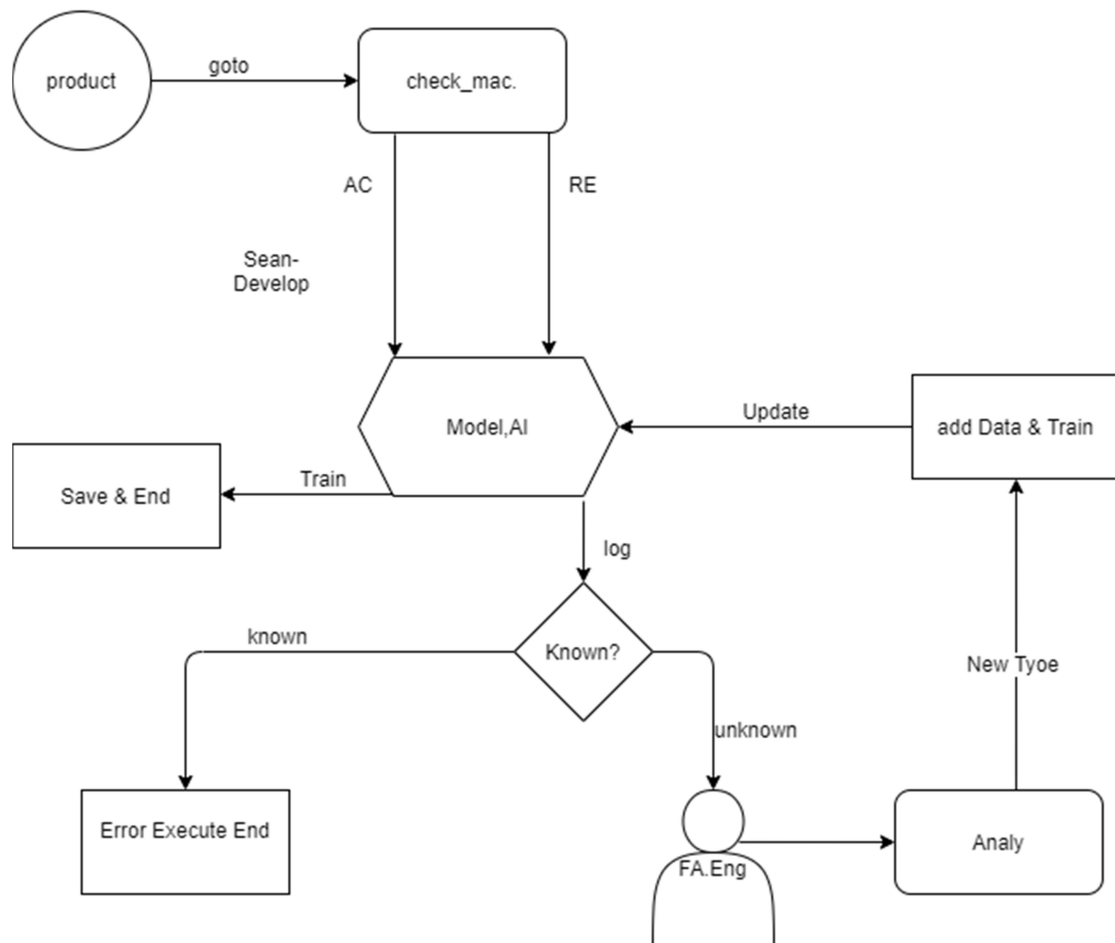 product
goto
check_mac.
AC
RE
Sean-
Develop
Model,AI
Update
add Data & Train
Train
Save & End
log
known
Known?
unknown
New Tyoe
Error Execute End
FA.Eng
Analy